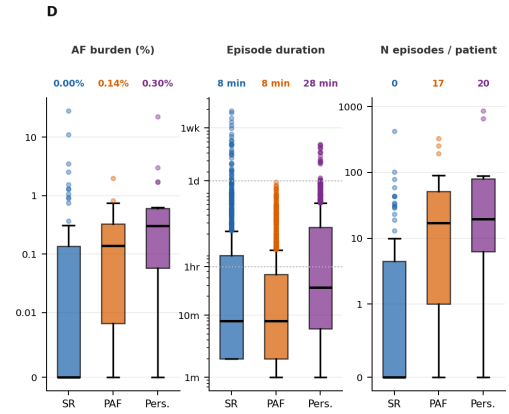 D
AF burden (%)
0.00% 0.14% 0.30%
10
1
0.1
0.01
0
SR PAF Pers.
Episode duration
8 min 8 min 28 min
1wk
1d
1hr
10m
1m
SR PAF Pers.
N episodes / patient
0 17 20
1000
100
10
1
0
SR PAF Pers.